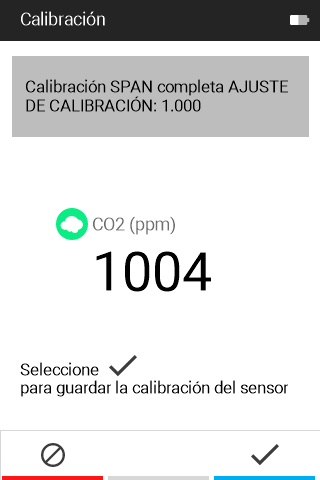 Calibración
Calibración SPAN completa AJUSTE
DE CALIBRACIÓN: 1.000
CO2 (ppm)
1004
Seleccione
para guardar la calibración del sensor